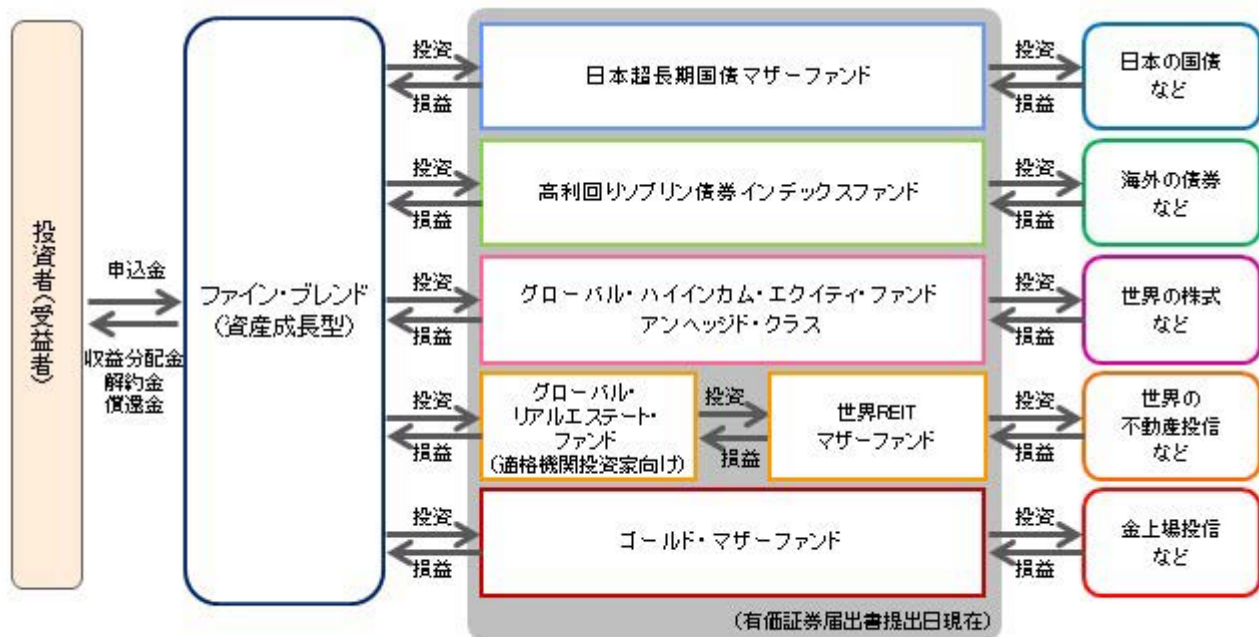 投資者(受益者)
申込金
収益分配金
解約金
償還金
ファイン・ブレンド
(資産成長型)
投資
損益
日本超長期国債マザーファンド
投資
損益
日本の国債
など
投資
損益
高利回りソブリン債券インデックスファンド
投資
損益
海外の債券
など
投資
損益
グローバル・ハイインカム・エクイティ・ファンド
アンヘッジド・クラス
投資
損益
世界の株式
など
投資
損益
グローバル・
リアルエステート・
ファンド
(適格機関投資家向け)
投資
損益
世界REIT
マザーファンド
投資
損益
世界の
不動産投信
など
投資
損益
ゴールド・マザーファンド
投資
損益
金上場投信
など
(有価証券届出書提出日現在)